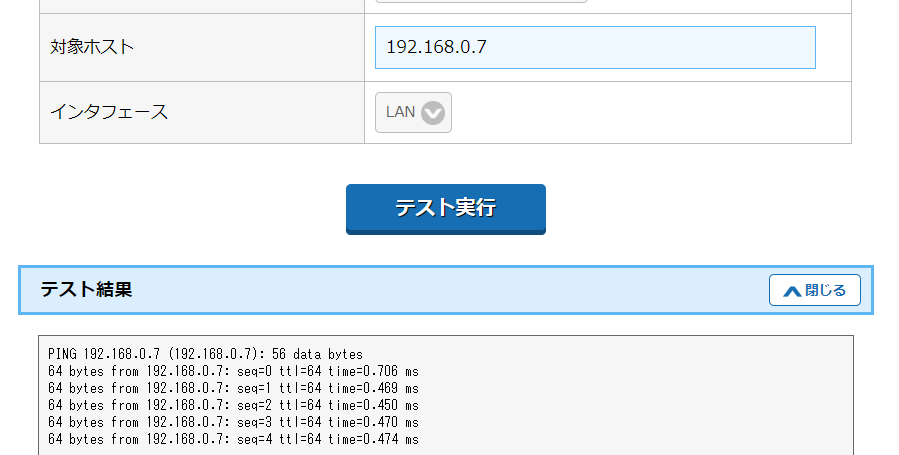 対象ホスト
192.168.0.7
インタフェース
LAN
テスト実行
テスト結果
閉じる
PING 192.168.0.7 (192.168.0.7): 56 data bytes
64 bytes from 192.168.0.7: seq=0 ttl=64 time=0.706 ms
64 bytes from 192.168.0.7: seq=1 ttl=64 time=0.469 ms
64 bytes from 192.168.0.7: seq=2 ttl=64 time=0.450 ms
64 bytes from 192.168.0.7: seq=3 ttl=64 time=0.470 ms
64 bytes from 192.168.0.7: seq=4 ttl=64 time=0.474 ms